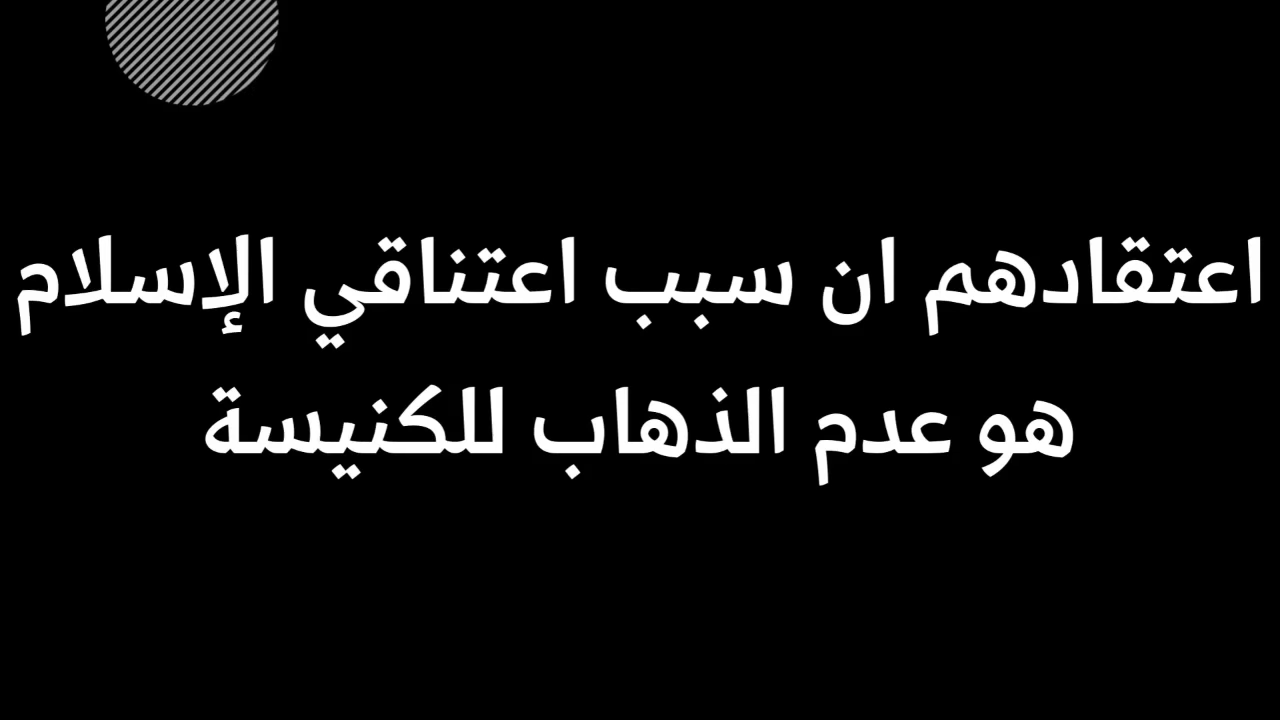 اعتقادهم ان سبب اعتناقي الإسلام
هو عدم الذهاب للكنيسة